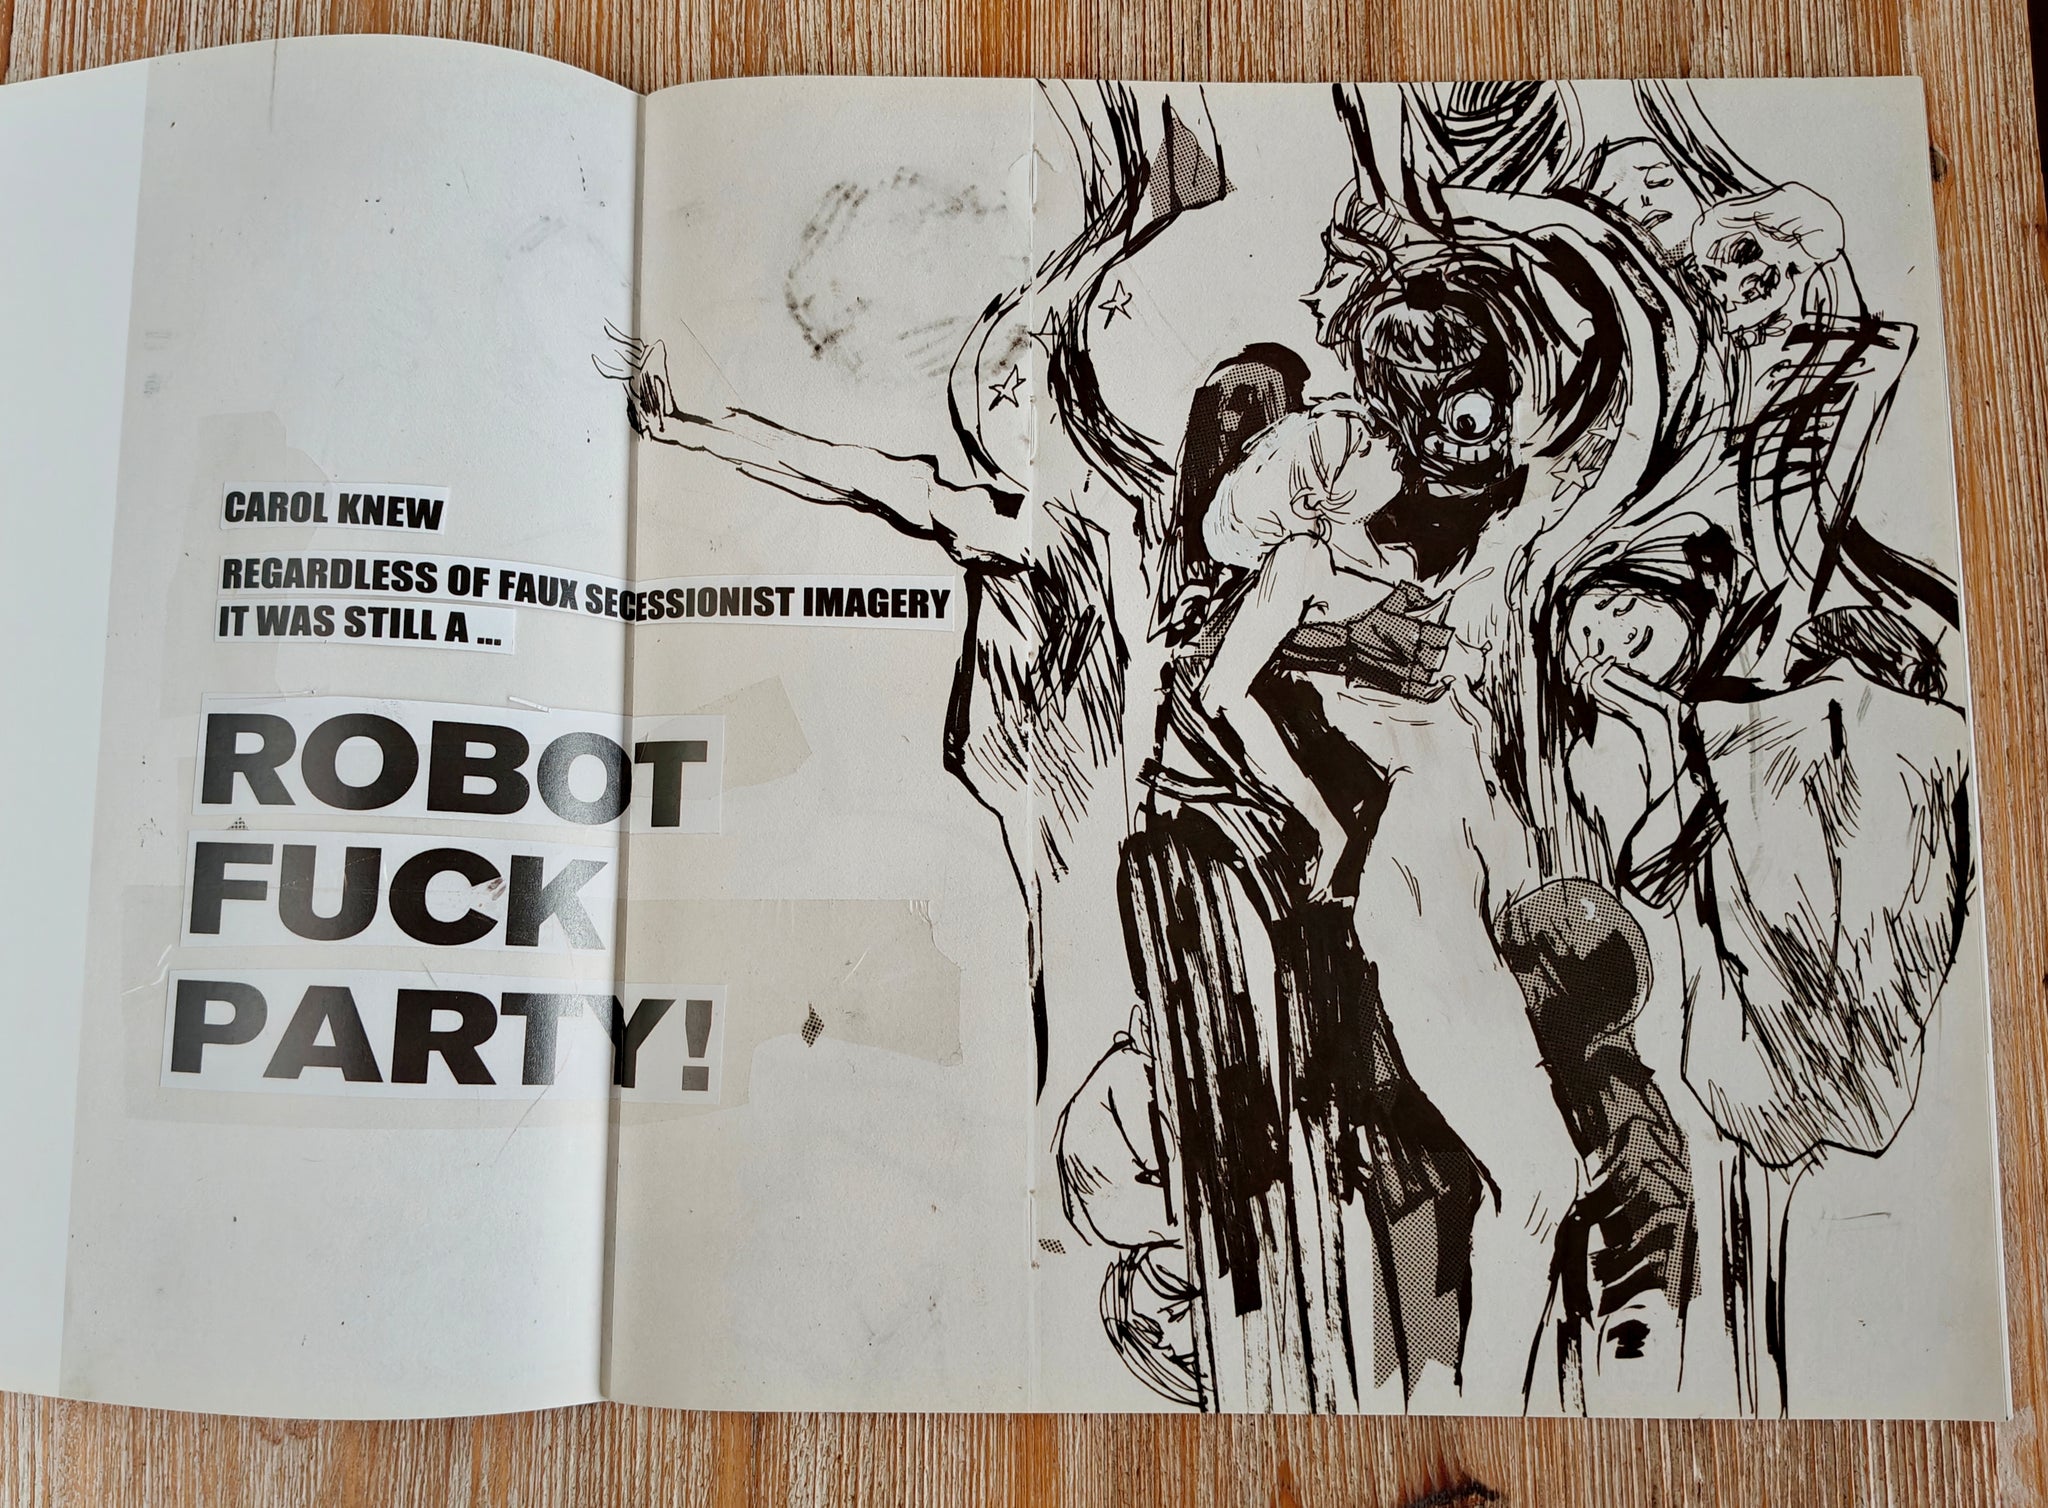 CAROL KNEW
REGARDLESS OF FAUX SECESSIONIST IMAGERY
IT WAS STILL A ...
ROBOT
FUCK
PARTY!